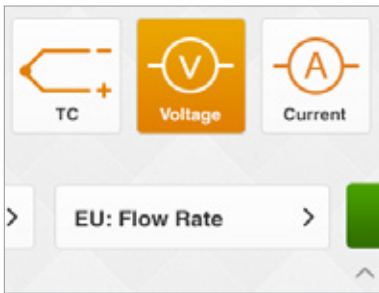 V
A
TC
Voltage
Current
EU: Flow Rate